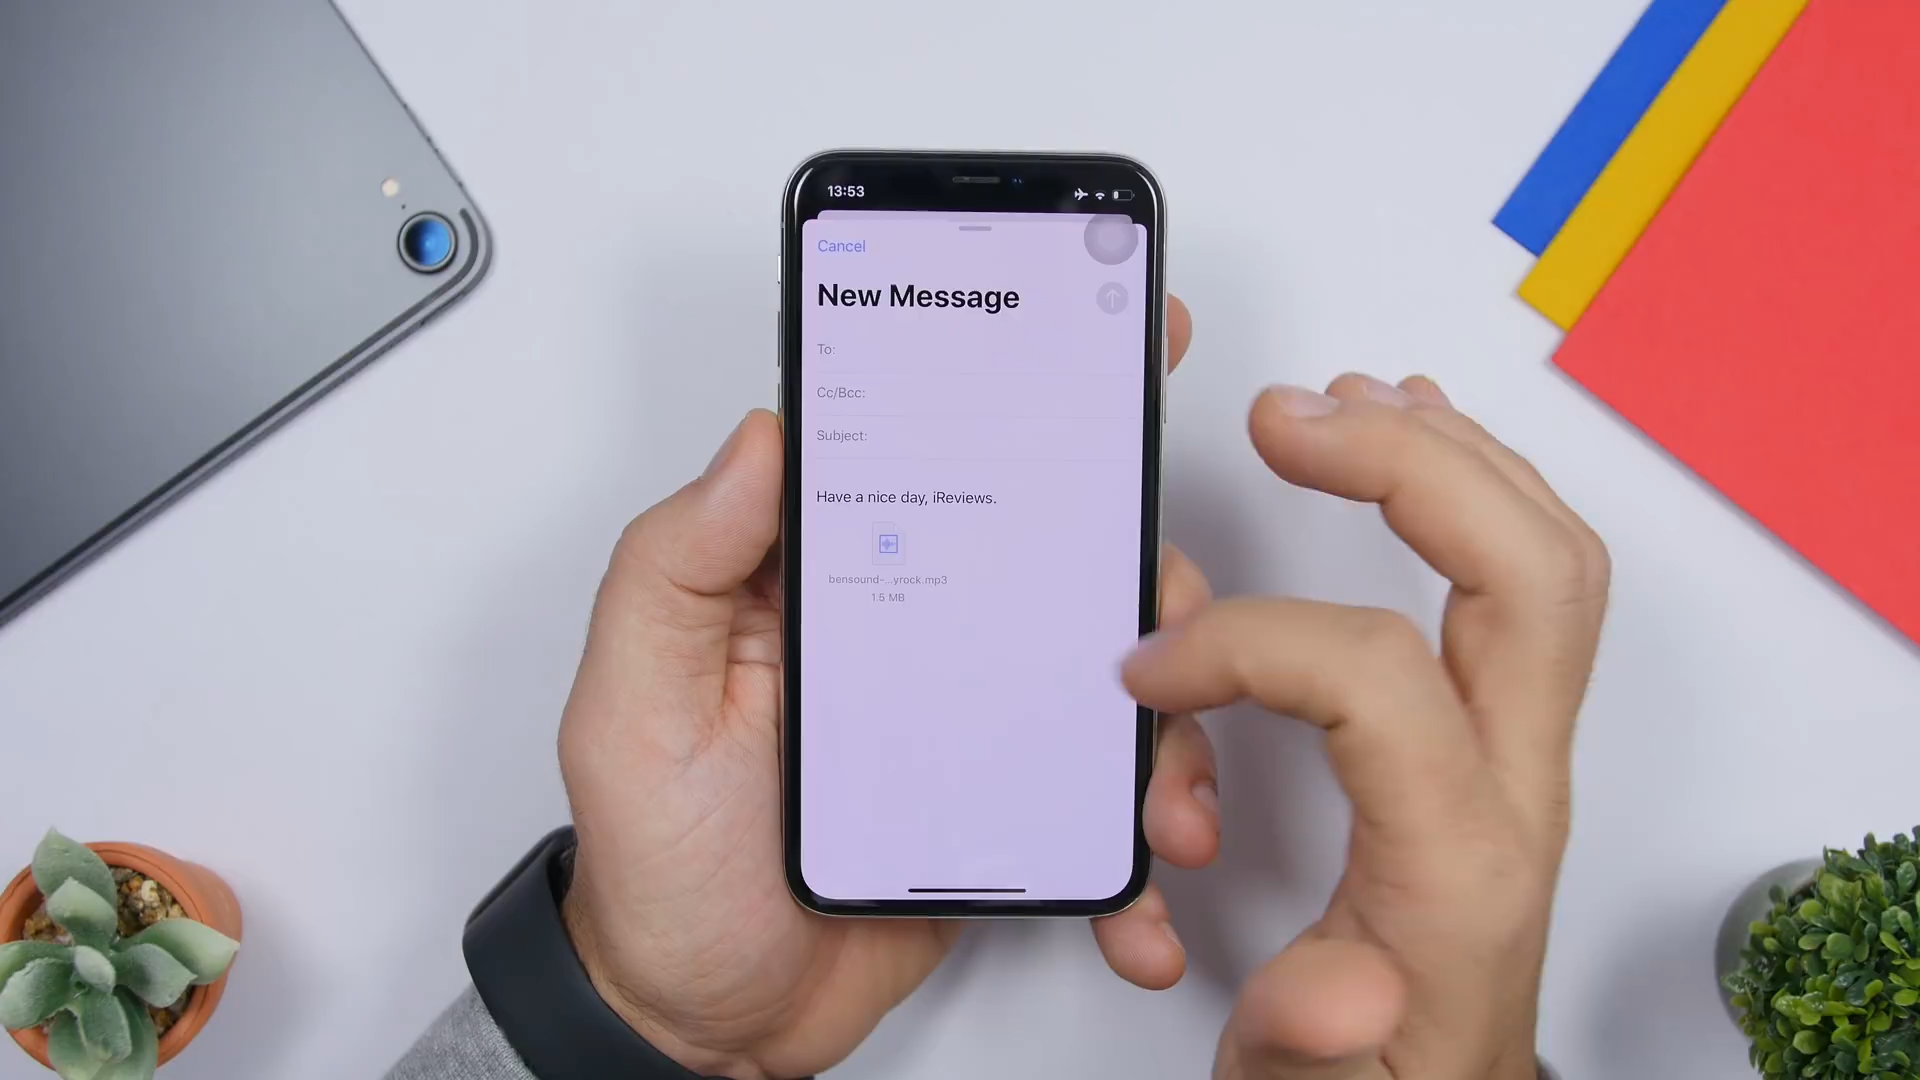 13:53
Cancel
New Message
To:
Cc/Bcc:
Subject:
Have a nice day, iReviews.
bensound-...yrock.mp3
1.5 MB